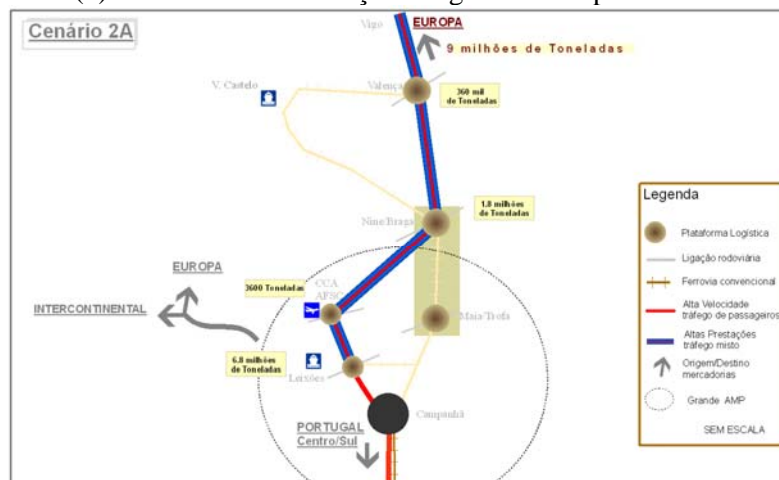 Cenário 2A
Vigo
EUROPA
9 milhões de Toneladas
V. Castelo
Valença
360 mil
de Toneladas
1.8 milhões
de Toneladas
Nine/Braga
EUROPA
INTERCONTINENTAL
3600 Toneladas
CCA
AFSC
Maia-Trofa
6.8 milhões
de Toneladas
Leixões
Campanhã
PORTUGAL
Centro/Sul
Legenda
Plataforma Logística
Ligação rodoviária
Ferrovia convencional
Alta Velocidade
tráfego de passageiros
Altas Prestações
tráfego misto
Origem/Destino
mercadorias
Grande AMP
SEM ESCALA